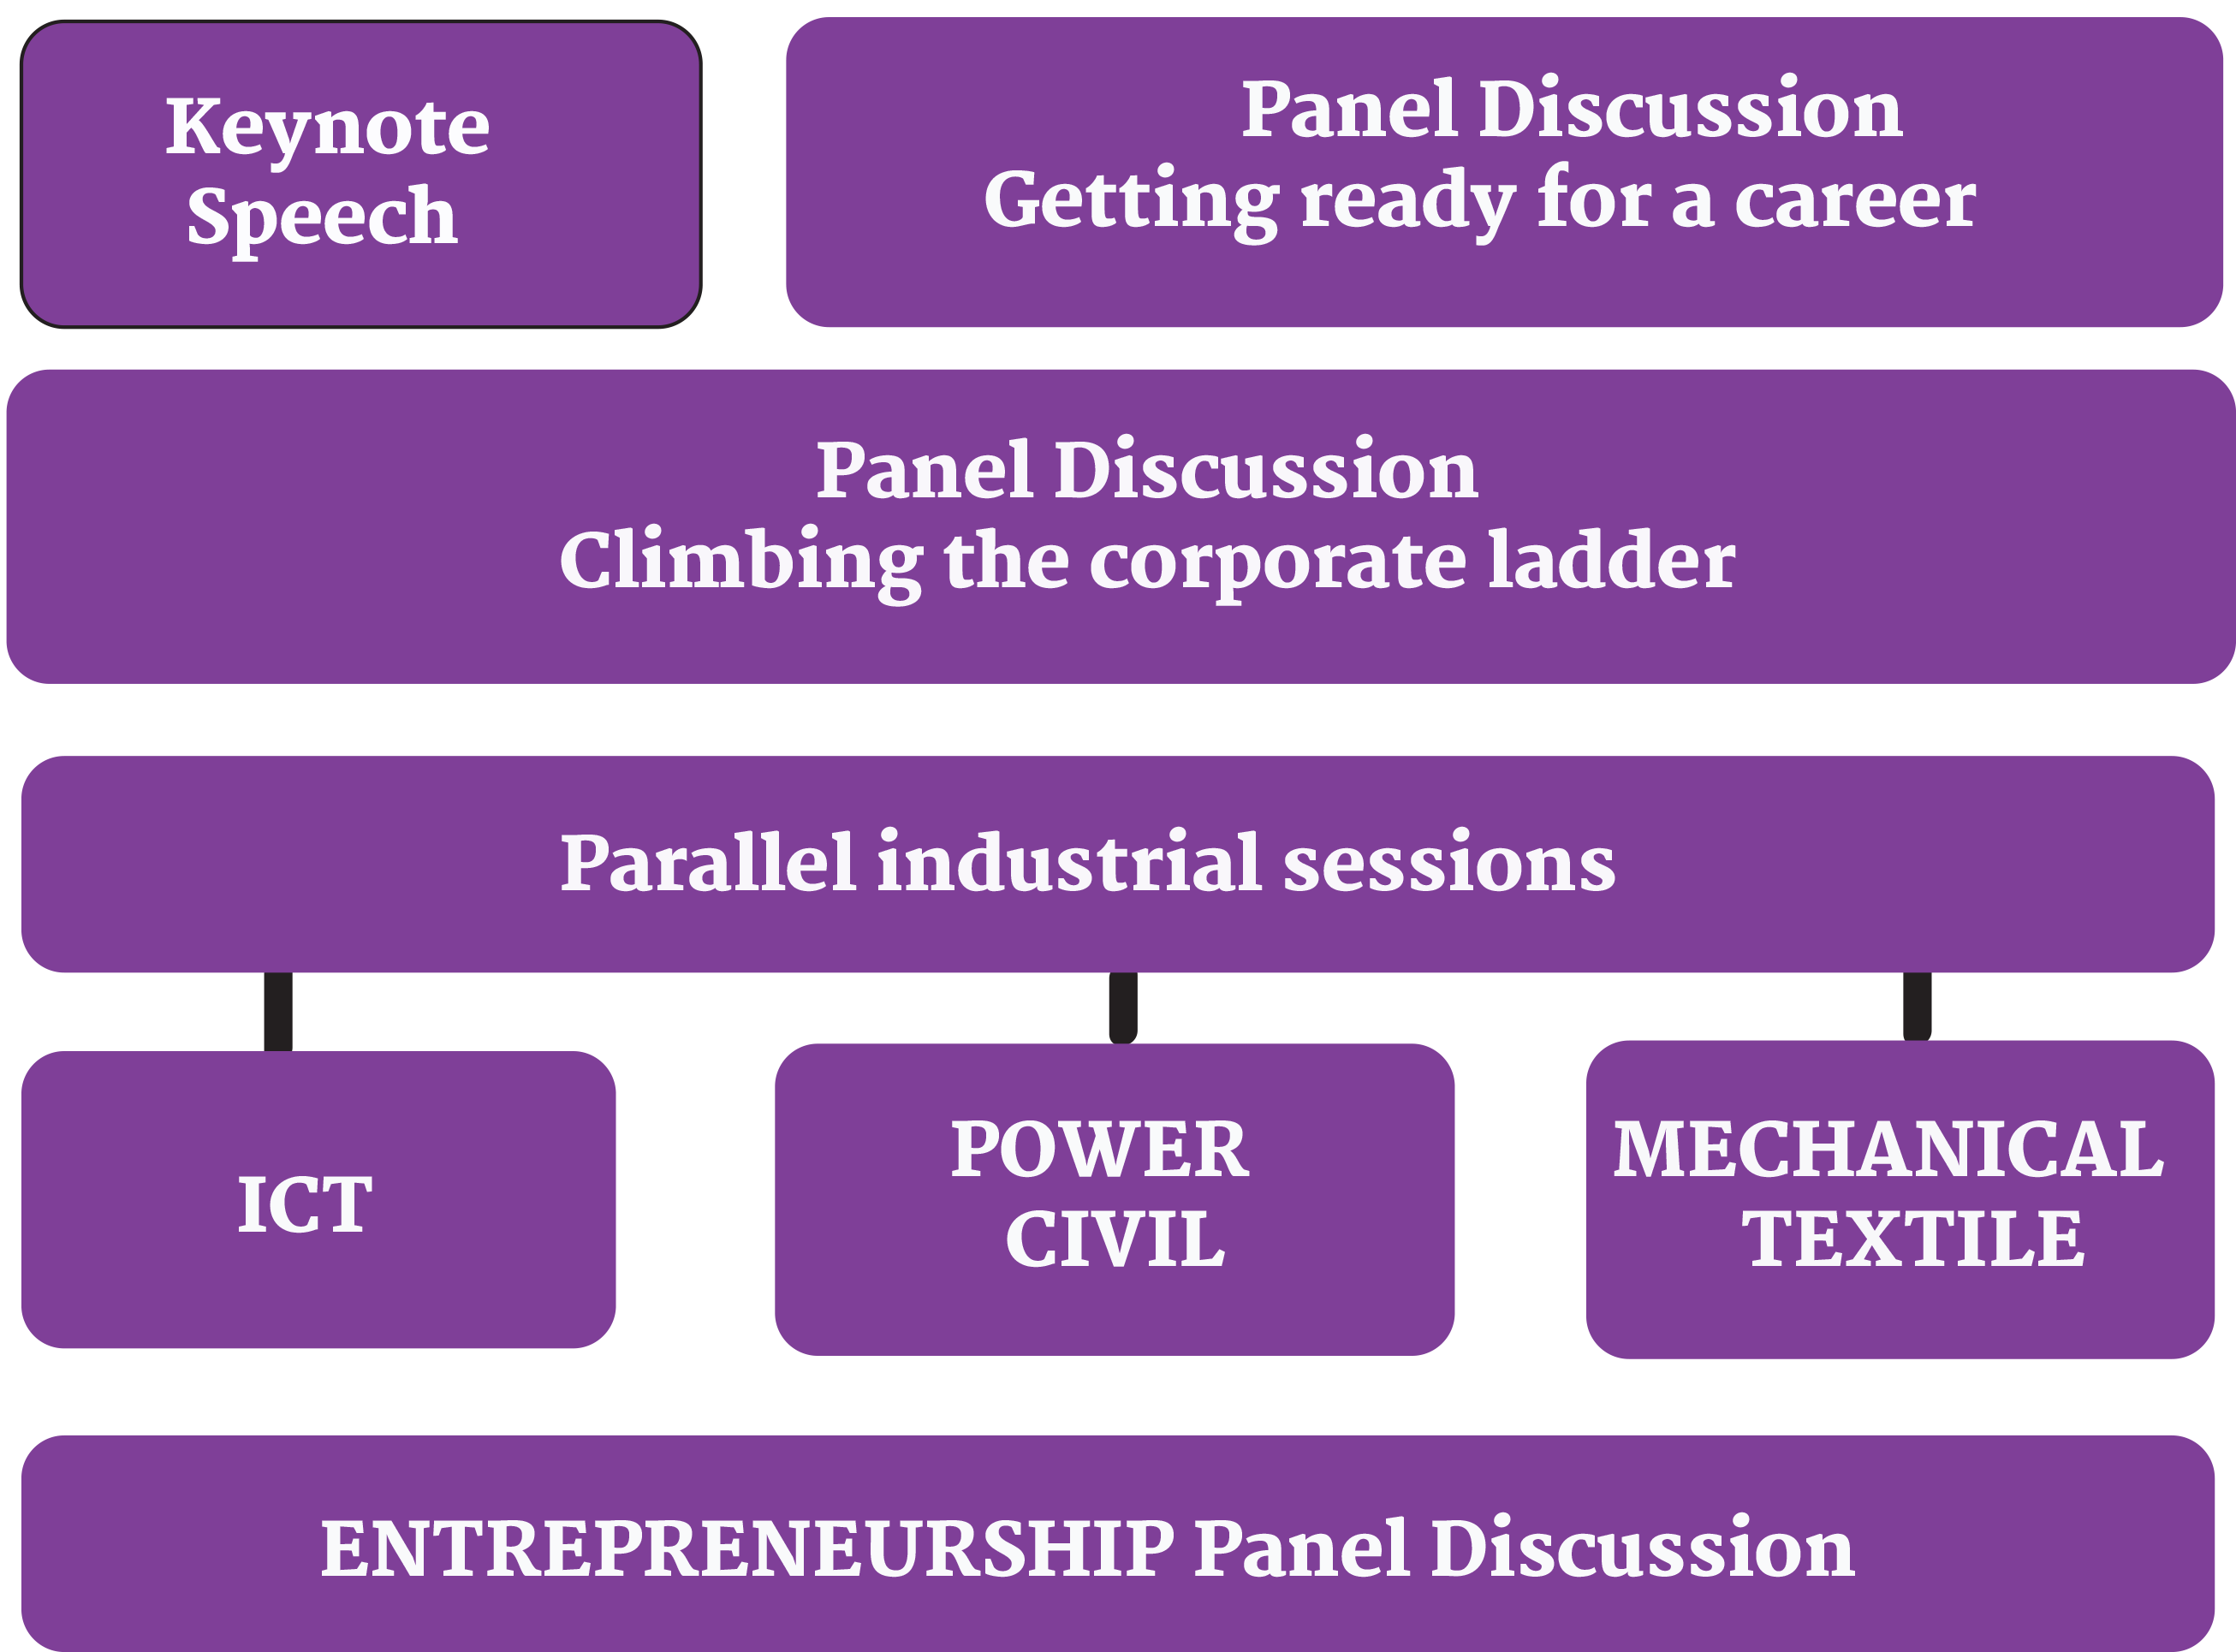 Keynote
Speech
Panel Discussion
Getting ready for a career
Panel Discussion
Climbing the corporate ladder
Parallel industrial sessions
ICT
POWER
CIVIL
MECHANICAL
TEXTILE
ENTREPRENEURSHIP Panel Discussion